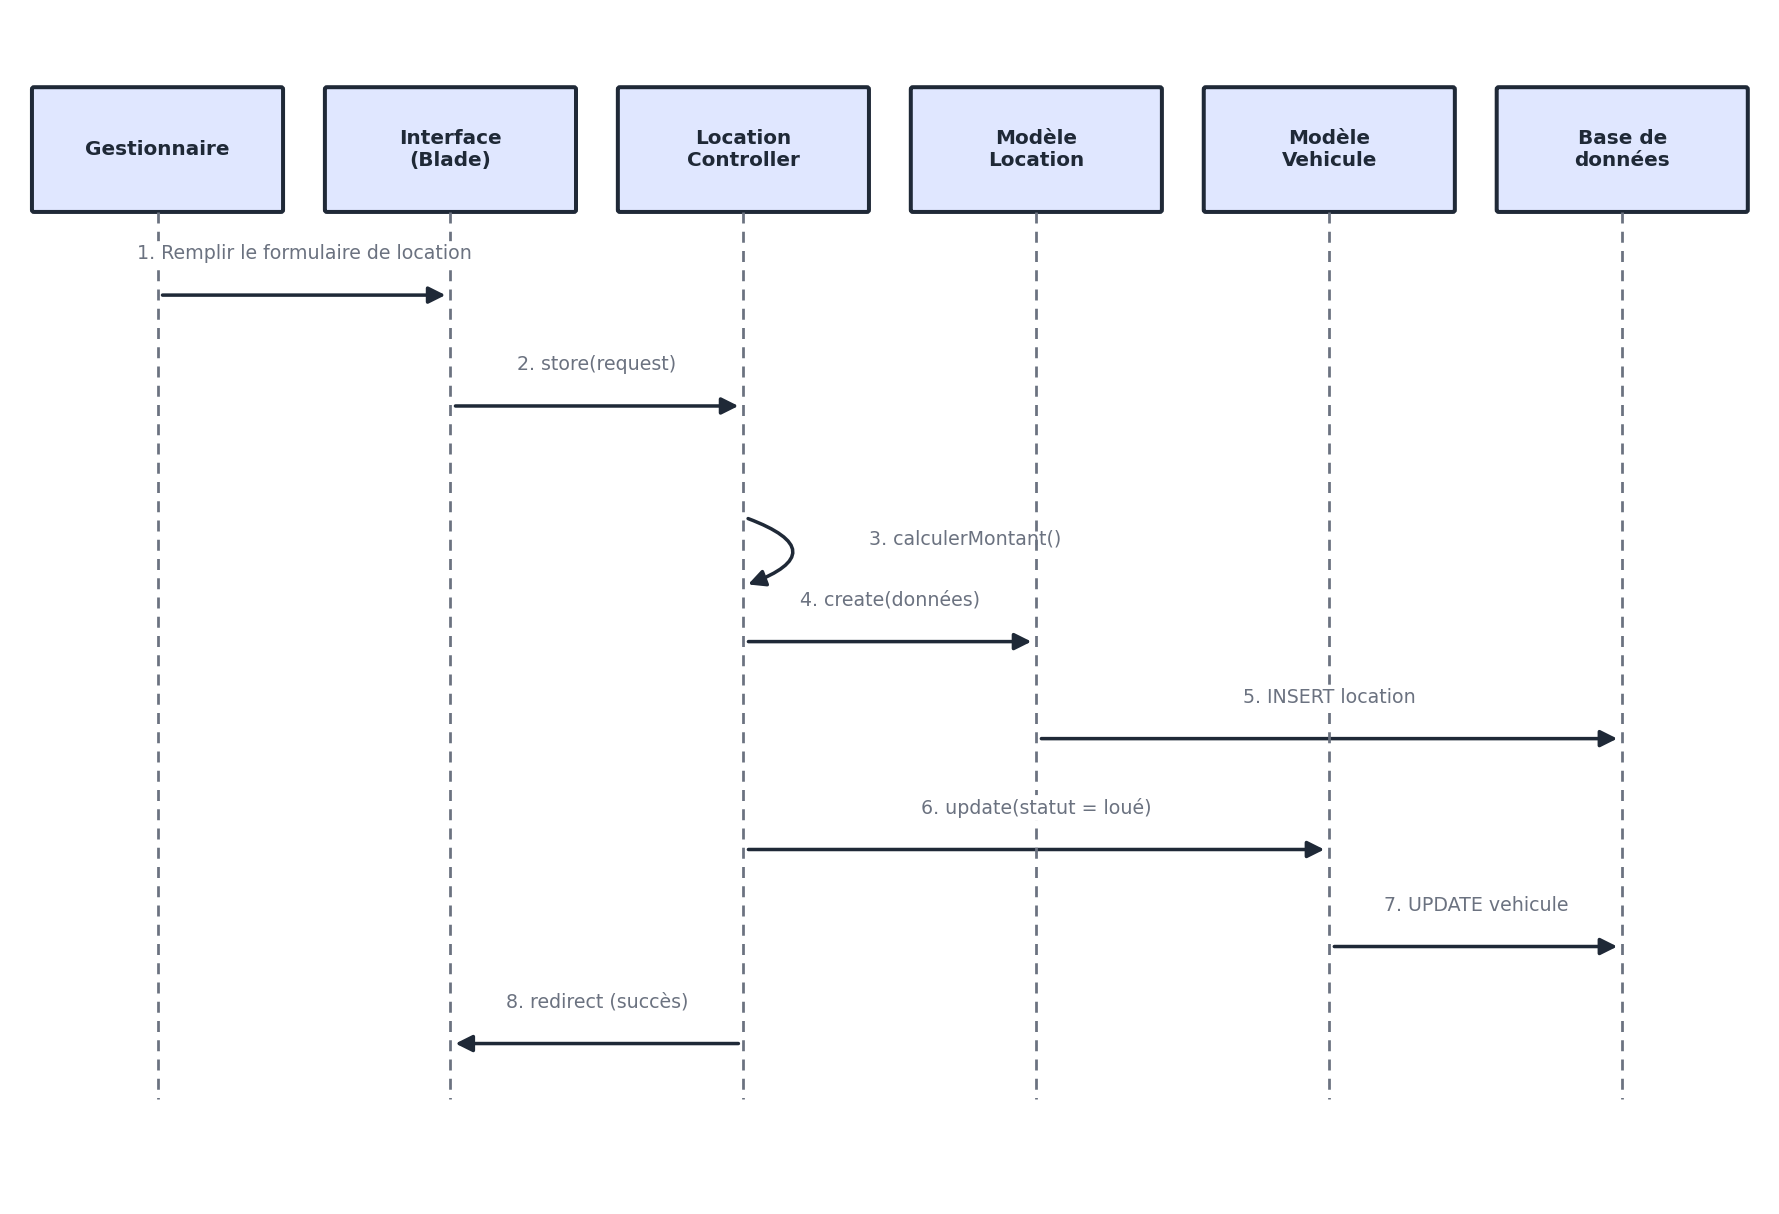 Gestionnaire
Interface
(Blade)
Location
Controller
Modèle
Location
Modèle
Vehicule
Base de
données
1. Remplir le formulaire de location
2. store(request)
3. calculerMontant()
4. create(données)
5. INSERT location
6. update(statut = loué)
7. UPDATE vehicule
8. redirect (succès)